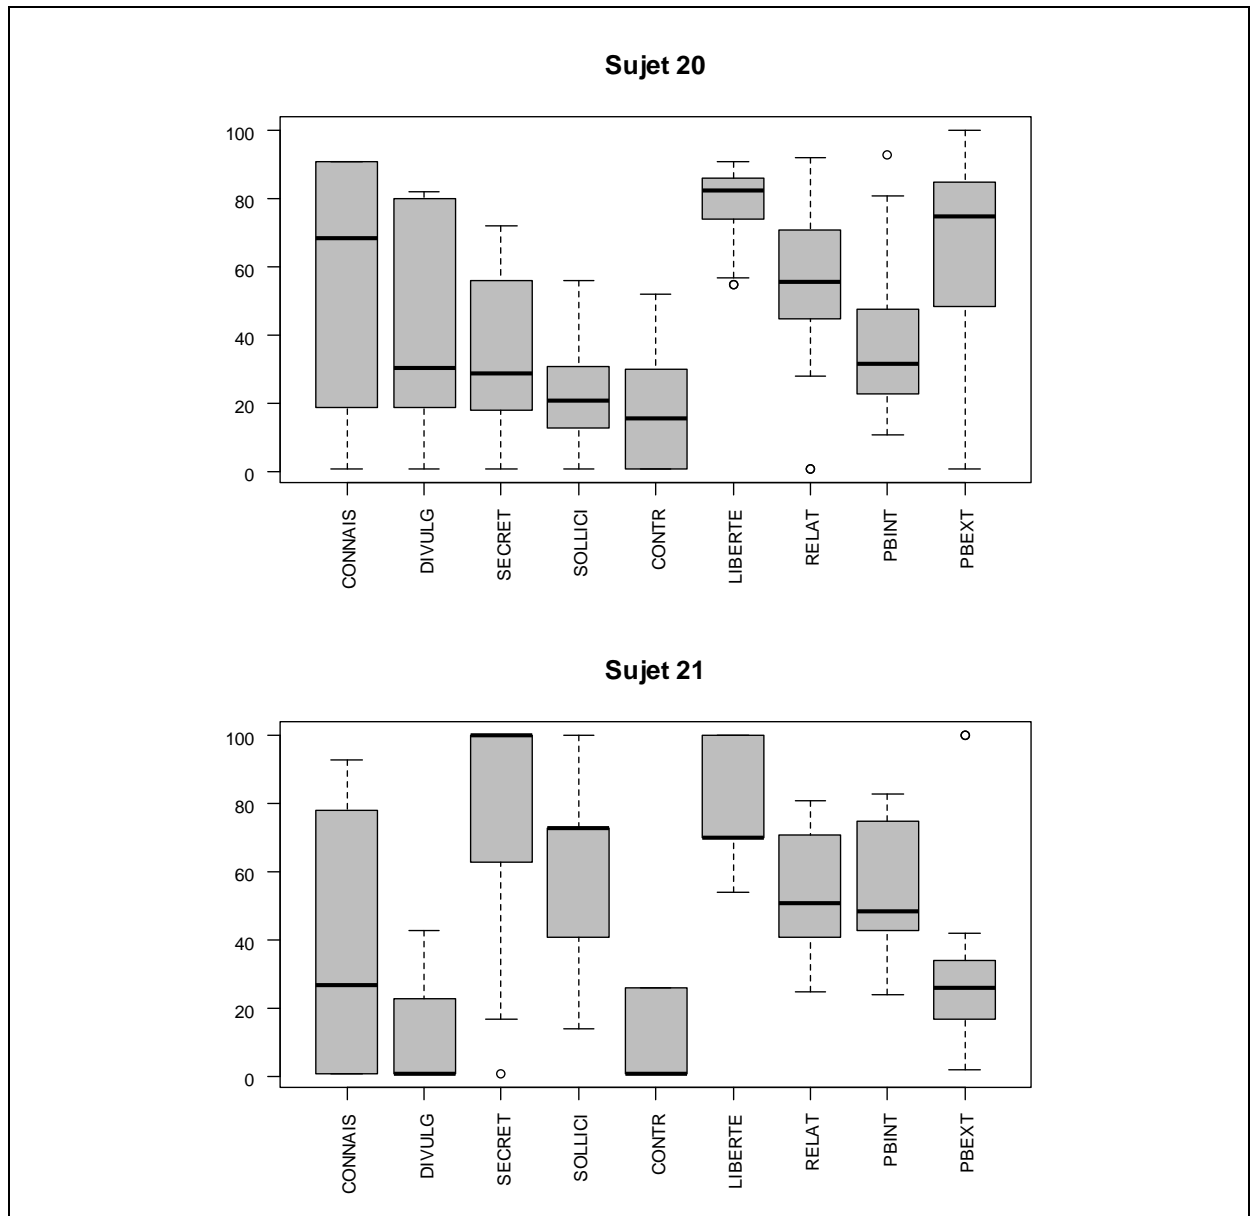 Sujet 20
100
80
60
40
20
0
CONNAIS
DIVULG
SECRET
SOLLICI
CONTR
LIBERTE
RELAT
PBINT
PBEXT
Sujet 21
100
80
60
40
20
0
CONNAIS
DIVULG
SECRET
SOLLICI
CONTR
LIBERTE
RELAT
PBINT
PBEXT